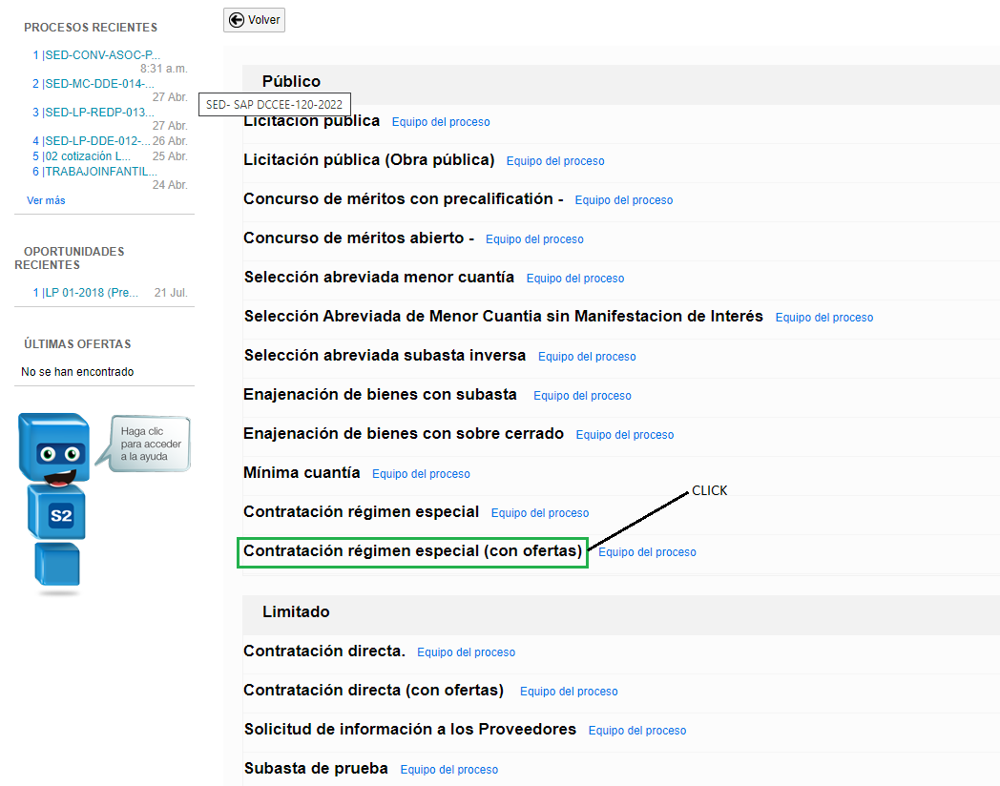 PROCESOS RECIENTES
1 |SED-CONV-ASOC-P...
8:31 a.m.
2 |SED-MC-DDE-014-...
27 Abr.
3 |SED-LP-REDP-013...
27 Abr.
4 |SED-LP-DDE-012-... 26 Abr.
5 |02 cotización L... 25 Abr.
6 |TRABAJOINFANTIL...
24 Abr.
Ver más
OPORTUNIDADES
RECIENTES
1 |LP 01-2018 (Pre... 21 Jul.
ÚLTIMAS OFERTAS
No se han encontrado
Haga clic
para acceder
a la ayuda
S2
Volver
Público
SED- SAP DCCEE-120-2022
Licitación pública Equipo del proceso
Licitación pública (Obra pública) Equipo del proceso
Concurso de méritos con precalificatión - Equipo del proceso
Concurso de méritos abierto - Equipo del proceso
Selección abreviada menor cuantía Equipo del proceso
Selección Abreviada de Menor Cuantia sin Manifestacion de Interés Equipo del proceso
Selección abreviada subasta inversa Equipo del proceso
Enajenación de bienes con subasta Equipo del proceso
Enajenación de bienes con sobre cerrado Equipo del proceso
Mínima cuantía Equipo del proceso
CLICK
Contratación régimen especial Equipo del proceso
Contratación régimen especial (con ofertas) Equipo del proceso
Limitado
Contratación directa. Equipo del proceso
Contratación directa (con ofertas) Equipo del proceso
Solicitud de información a los Proveedores Equipo del proceso
Subasta de prueba Equipo del proceso